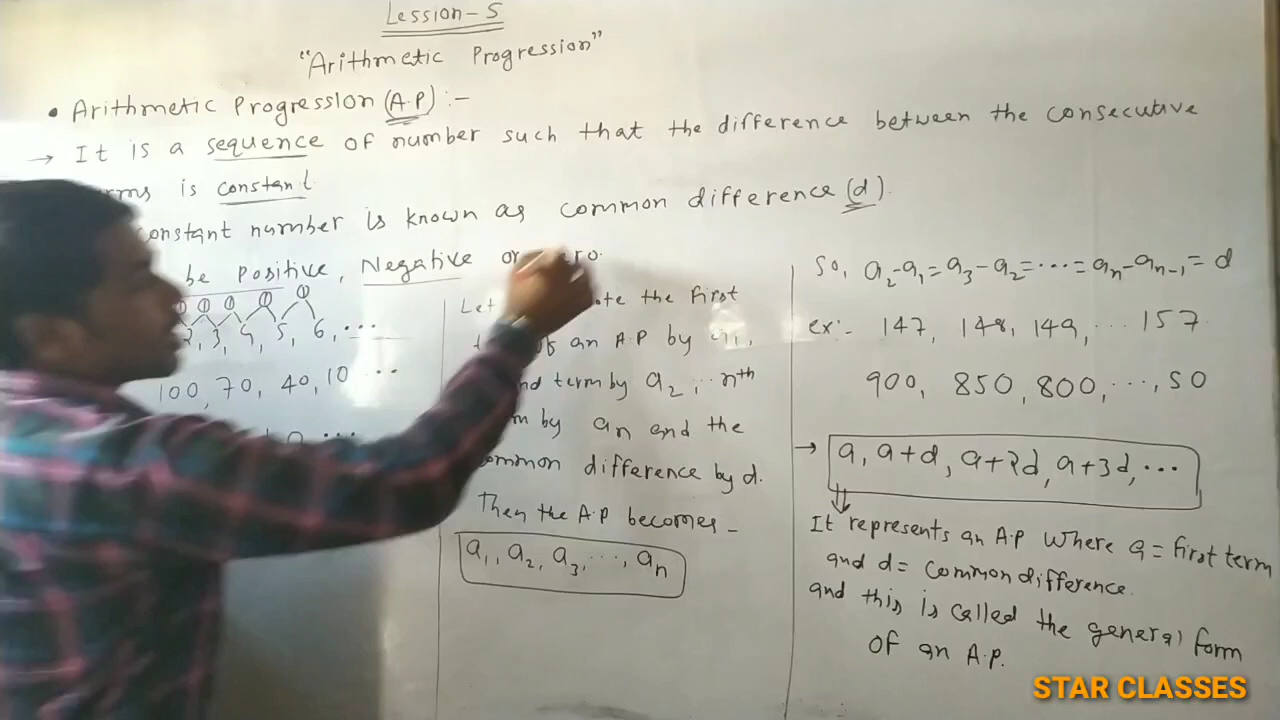 Lession-5
"Arithmetic Progression"
• Arithmetic Progression (A.P) :-
→ It is a sequence of number such that the difference between the consecutive
is constant.
constant number is known as common difference (d).
be Positive, Negative or
1 1 1 1 1
3, 4, 5, 6, ...
100, 70, 40, 10 ...
Let the first
of an A.P by a1,
term by a2 ... nth
by an and the
common difference by d.
Then the A.P becomes -
a1, a2, a3, ..., an
So, a2-a1 = a3-a2 = ... = an-an-1 = d
ex:- 147, 148, 149, ... 157
900, 850, 800, ..., 50
→ a, a+d, a+2d, a+3d, ...
It represents an A.P where a = first term
and d = common difference.
and this is called the general form
of an A.P.
STAR CLASSES